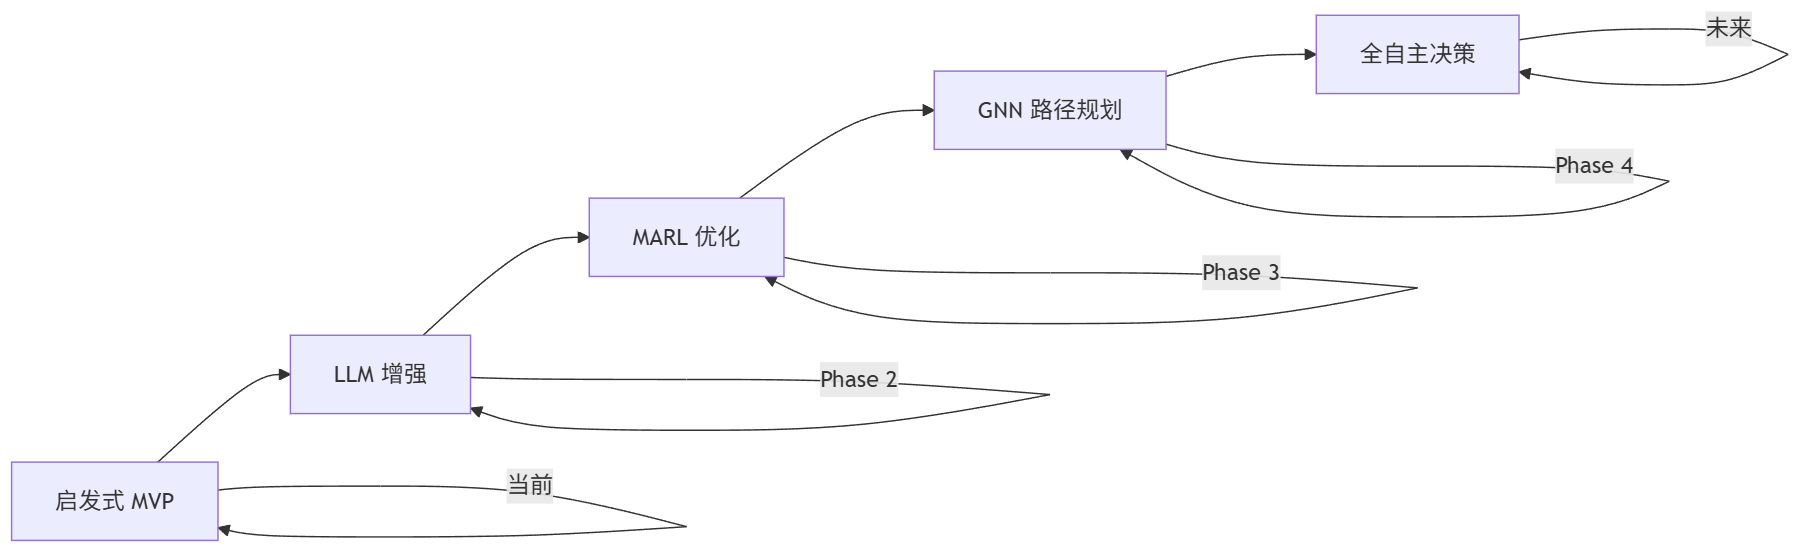 未来
全自主决策
GNN 路径规划
Phase 4
MARL 优化
Phase 3
LLM 增强
Phase 2
启发式 MVP
当前